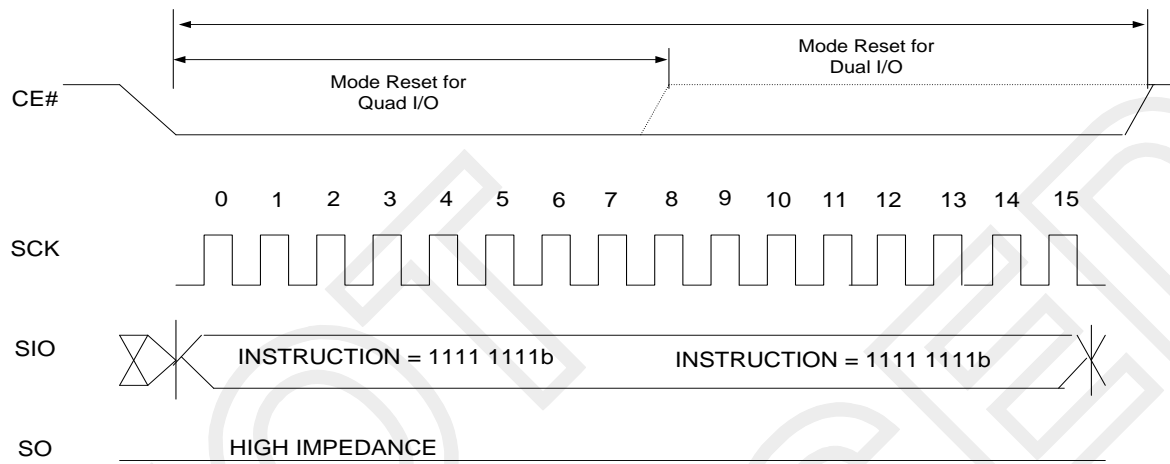 Mode Reset for
Dual I/O
Mode Reset for
Quad I/O
CE#
0 1 2 3 4 5 6 7 8 9 10 11 12 13 14 15
SCK
SIO
INSTRUCTION = 1111 1111b INSTRUCTION = 1111 1111b
SO
HIGH IMPEDANCE